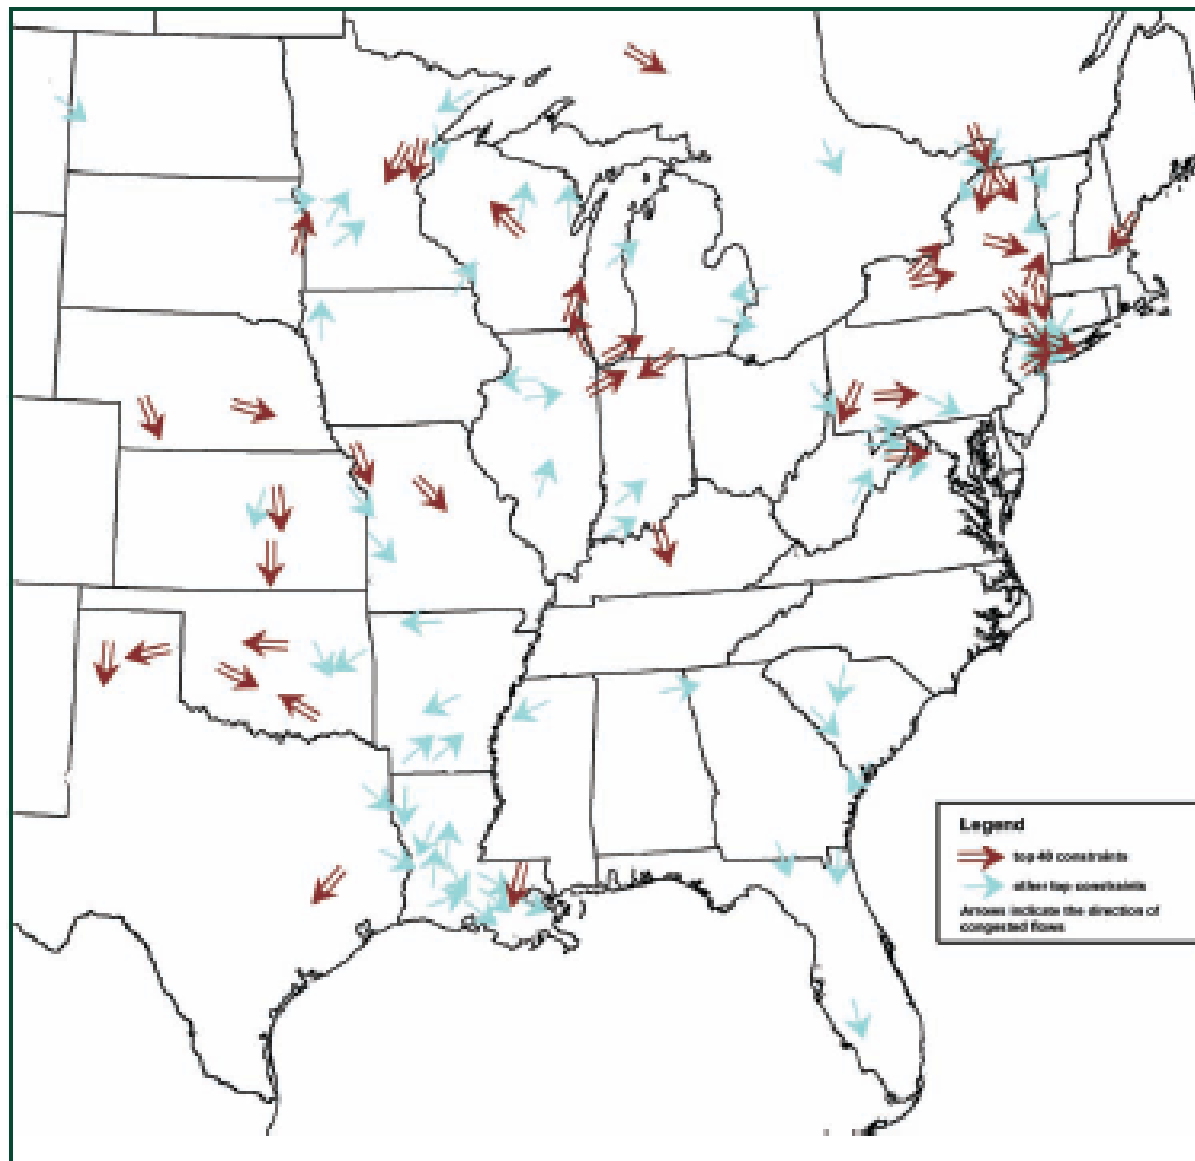 Legend
top 40 constraints
other top constraints
Arrows indicate the direction of
congested flows